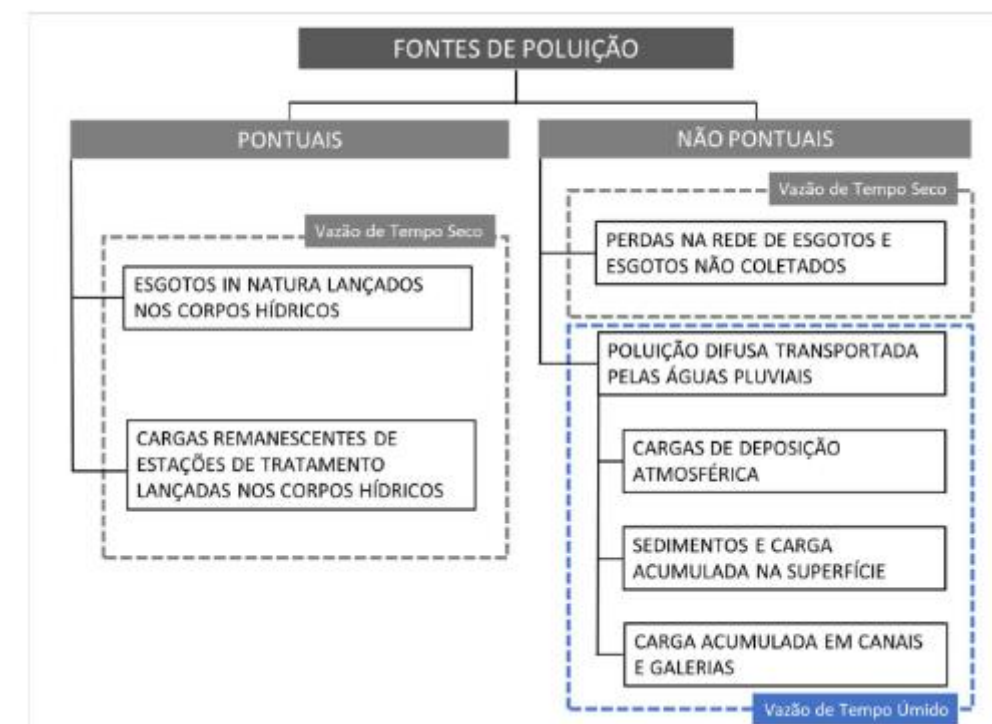 FONTES DE POLUIÇÃO
PONTUAIS
Vazão de Tempo Seco
ESGOTOS IN NATURA LANÇADOS
NOS CORPOS HÍDRICOS
CARGAS REMANESCENTES DE
ESTAÇÕES DE TRATAMENTO
LANÇADAS NOS CORPOS HÍDRICOS
NÃO PONTUAIS
Vazão de Tempo Seco
PERDAS NA REDE DE ESGOTOS E
ESGOTOS NÃO COLETADOS
POLUIÇÃO DIFUSA TRANSPORTADA
PELAS ÁGUAS PLUVIAIS
CARGAS DE DEPOSIÇÃO
ATMOSFÉRICA
SEDIMENTOS E CARGA
ACUMULADA NA SUPERFÍCIE
CARGA ACUMULADA EM CANAIS
E GALERIAS
Vazão de Tempo Úmido